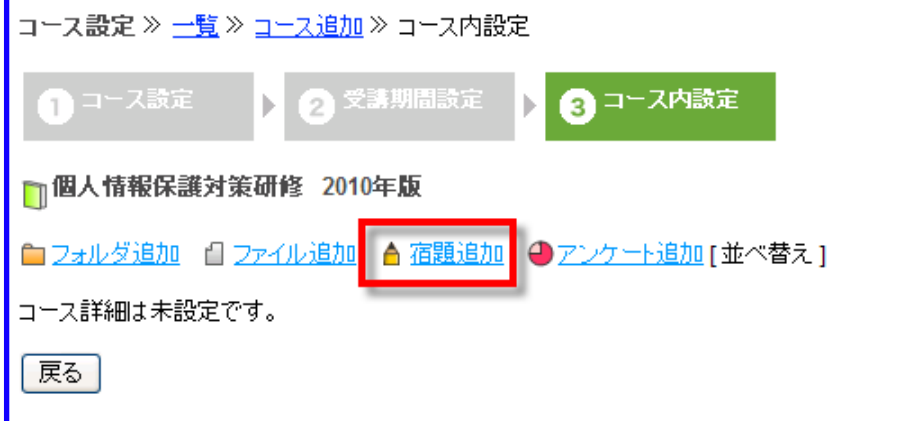 コース設定 ≫ 一覧 ≫ コース追加 ≫ コース内設定
1 コース設定 2 受講期間設定 3 コース内設定
個人情報保護対策研修 2010年版
フォルダ追加 ファイル追加 宿題追加 アンケート追加 [ 並べ替え ]
コース詳細は未設定です。
戻る